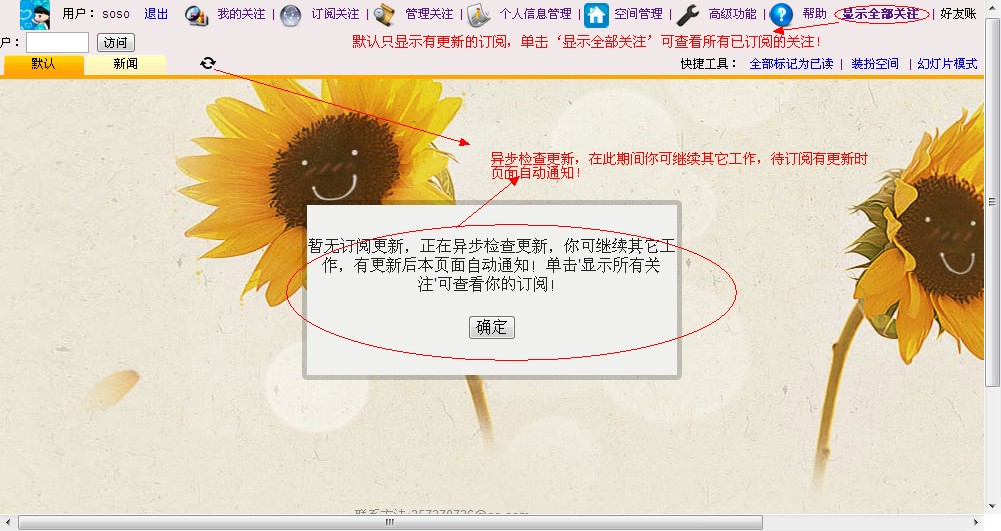 用户： soso 退出 我的关注 | 订阅关注 | 管理关注 | 个人信息管理 | 空间管理 | 高级功能 | 帮助 显示全部关注 | 好友账
户： 访问
默认只显示有更新的订阅，单击‘显示全部关注’可查看所有已订阅的关注！
默认 新闻 快捷工具： 全部标记为已读 | 装扮空间 | 幻灯片模式
异步检查更新，在此期间你可继续其它工作，待订阅有更新时
页面自动通知！
暂无订阅更新，正在异步检查更新，你可继续其它工
作，有更新后本页面自动通知！单击'显示所有关
注'可查看你的订阅！
确定